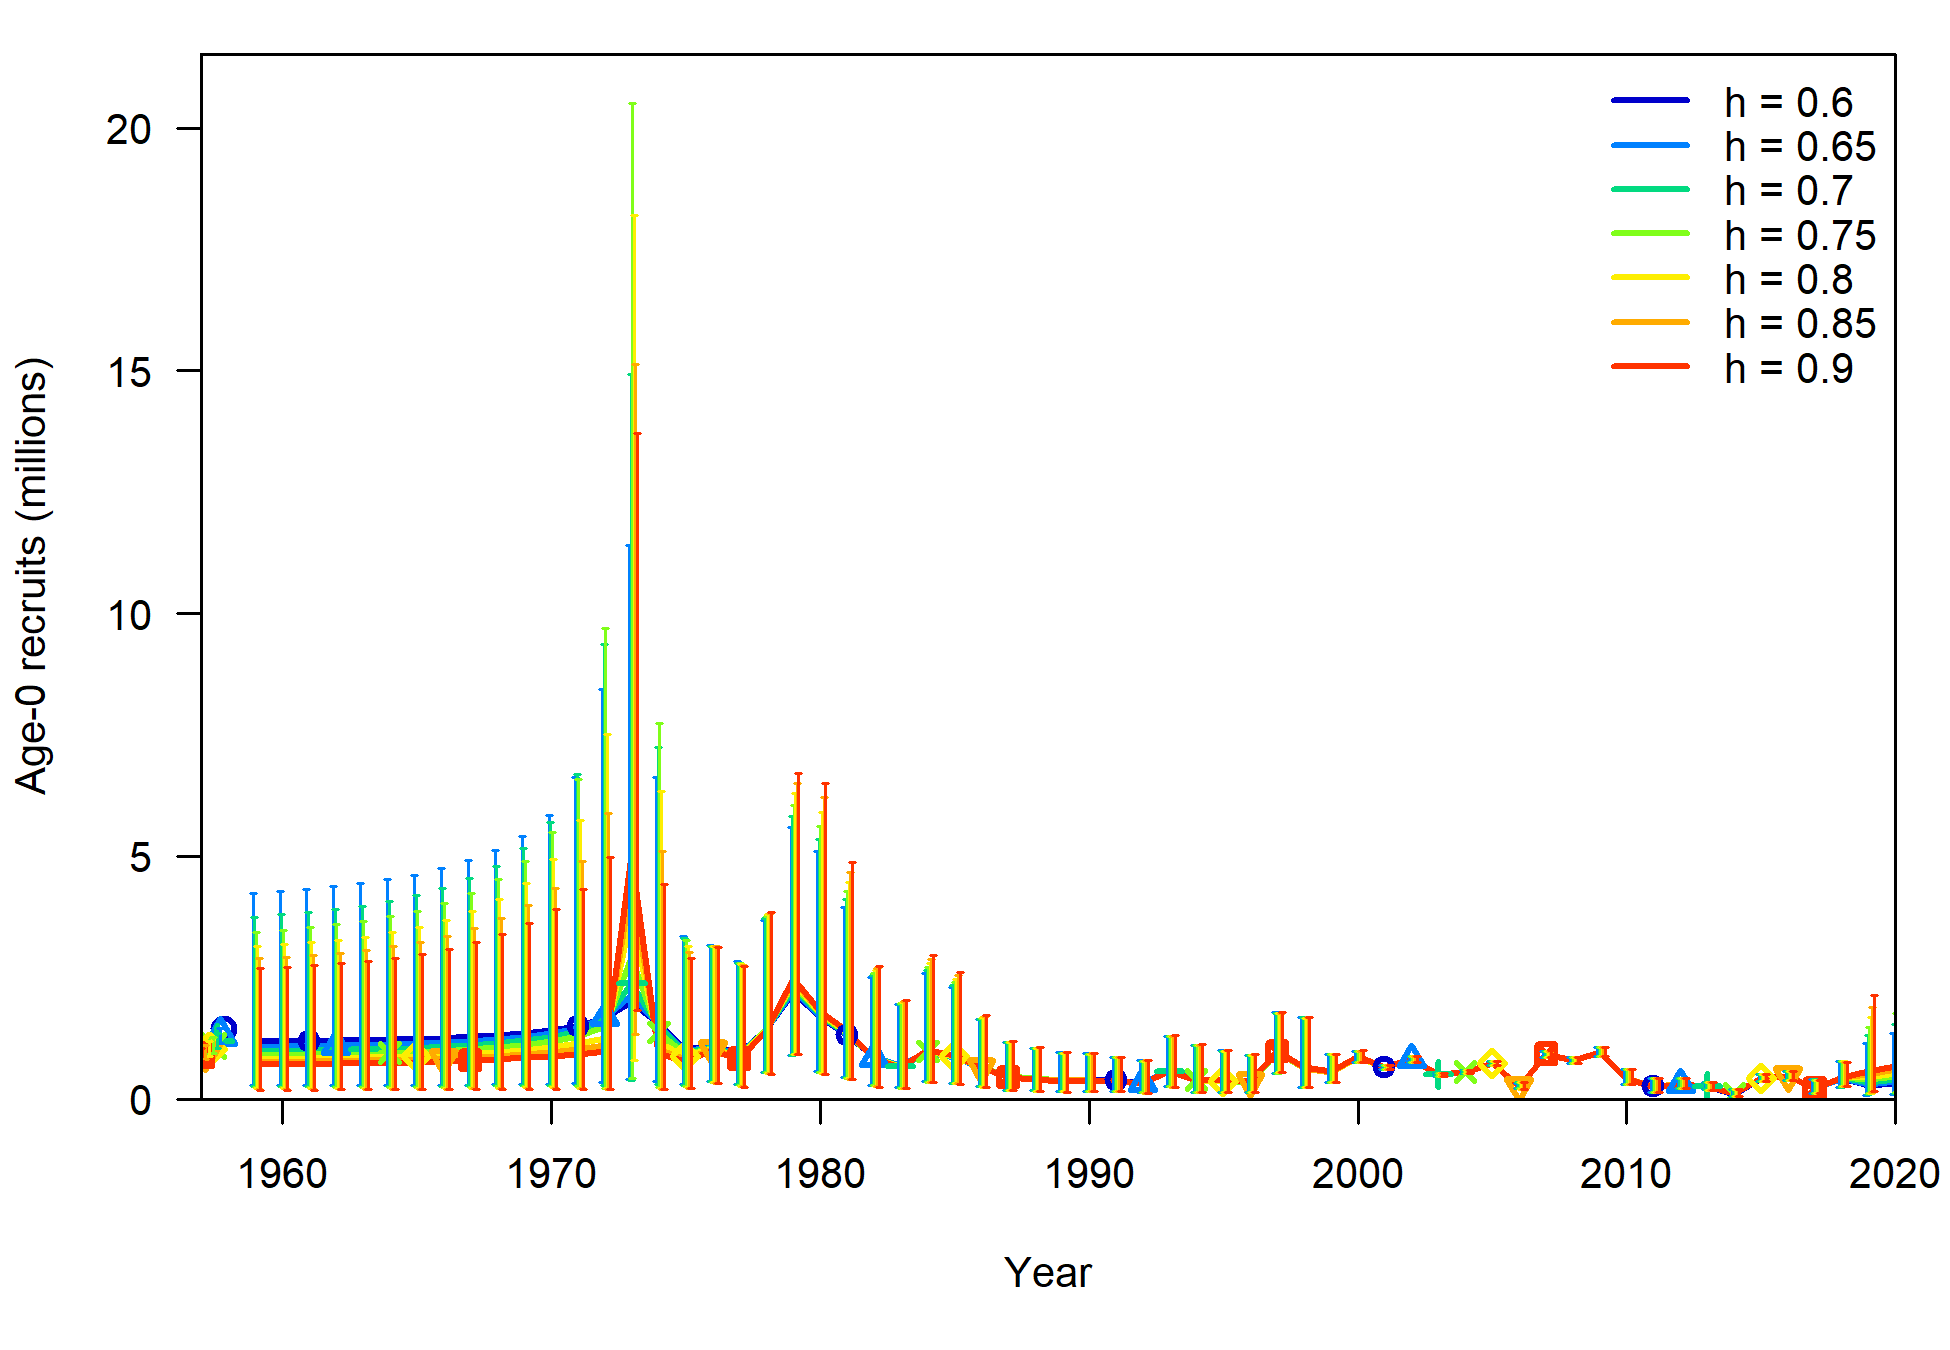 h = 0.6
h = 0.65
h = 0.7
h = 0.75
h = 0.8
h = 0.85
h = 0.9
Age-0 recruits (millions)
20
15
10
5
0
1960 1970 1980 1990 2000 2010 2020
Year